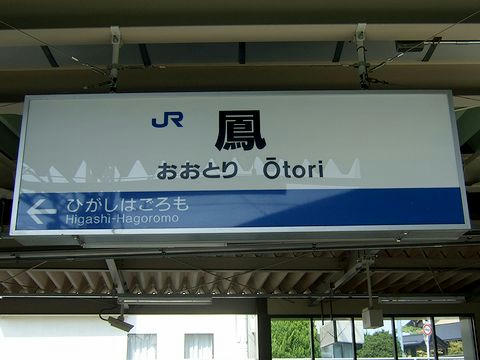 JR 鳳
おおとり Ōtori
← ひがしはごろも
Higashi-Hagoromo